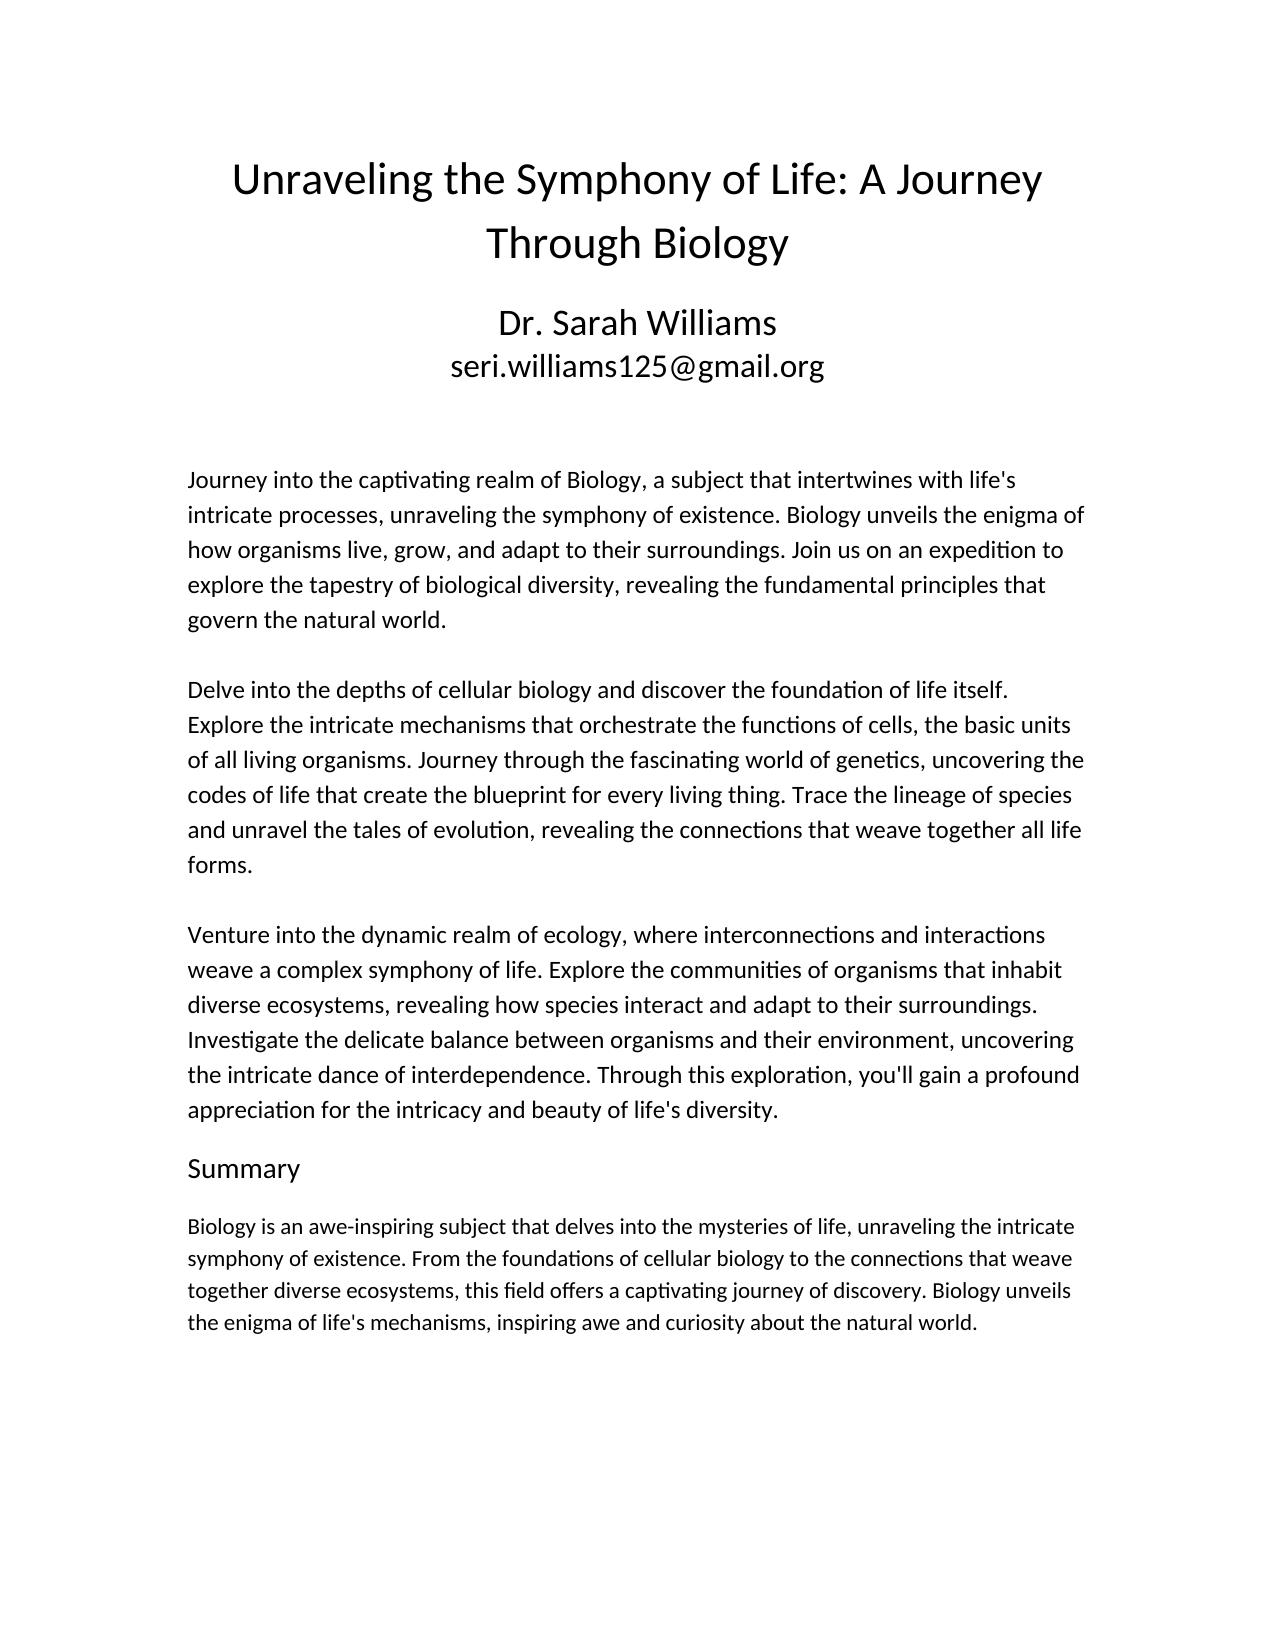 Unraveling the Symphony of Life: A Journey
Through Biology
Dr. Sarah Williams
seri.williams125@gmail.org
Journey into the captivating realm of Biology, a subject that intertwines with life's
intricate processes, unraveling the symphony of existence. Biology unveils the enigma of
how organisms live, grow, and adapt to their surroundings. Join us on an expedition to
explore the tapestry of biological diversity, revealing the fundamental principles that
govern the natural world.
Delve into the depths of cellular biology and discover the foundation of life itself.
Explore the intricate mechanisms that orchestrate the functions of cells, the basic units
of all living organisms. Journey through the fascinating world of genetics, uncovering the
codes of life that create the blueprint for every living thing. Trace the lineage of species
and unravel the tales of evolution, revealing the connections that weave together all life
forms.
Venture into the dynamic realm of ecology, where interconnections and interactions
weave a complex symphony of life. Explore the communities of organisms that inhabit
diverse ecosystems, revealing how species interact and adapt to their surroundings.
Investigate the delicate balance between organisms and their environment, uncovering
the intricate dance of interdependence. Through this exploration, you'll gain a profound
appreciation for the intricacy and beauty of life's diversity.
Summary
Biology is an awe-inspiring subject that delves into the mysteries of life, unraveling the intricate
symphony of existence. From the foundations of cellular biology to the connections that weave
together diverse ecosystems, this field offers a captivating journey of discovery. Biology unveils
the enigma of life's mechanisms, inspiring awe and curiosity about the natural world.